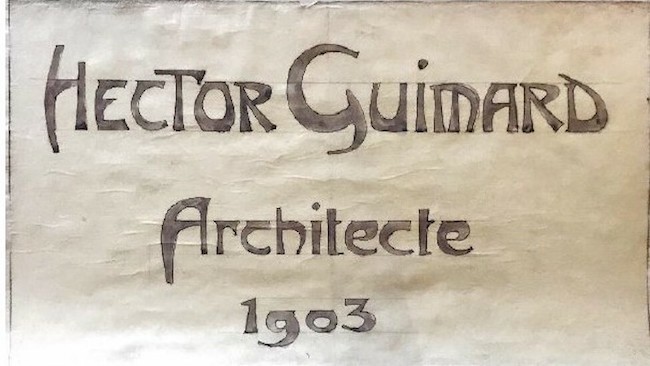 Hector Guimard
Architecte
1903